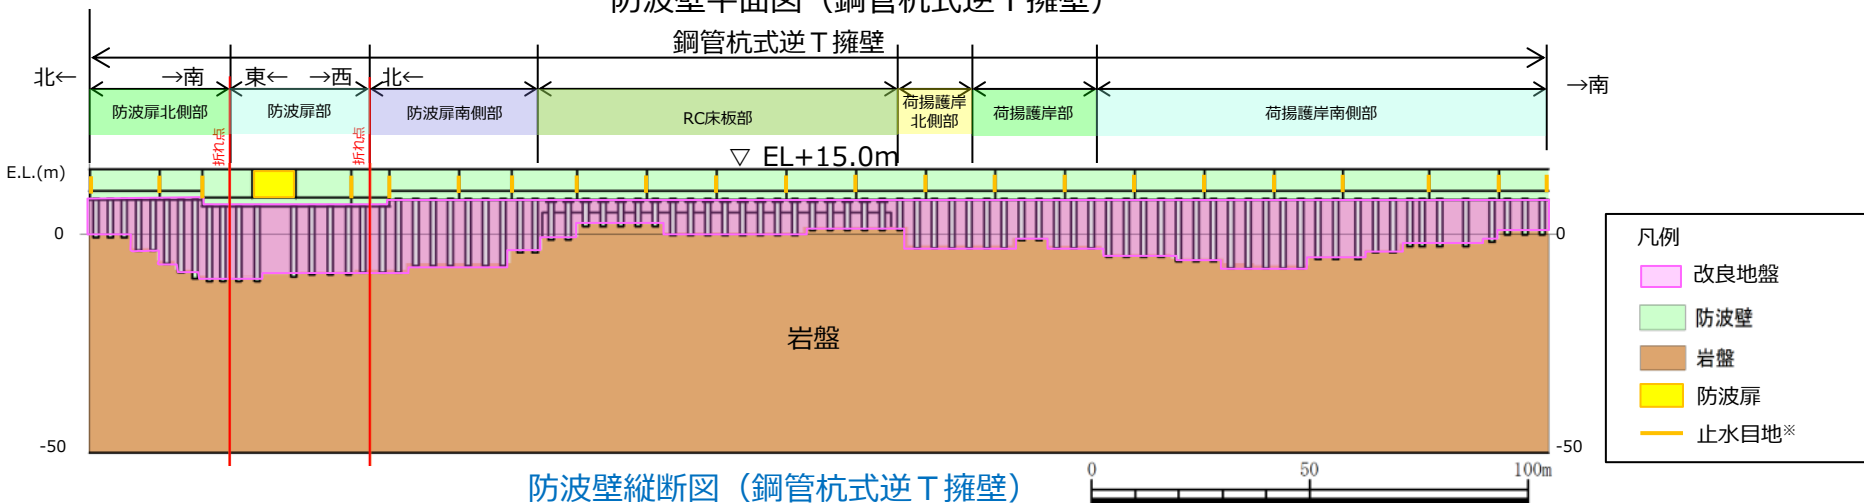 防波壁平面図（鋼管杭式逆Ｔ擁壁）
鋼管杭式逆Ｔ擁壁
北← →南 東← →西 北← →南
防波扉北側部 防波扉部 防波扉南側部 RC床板部 荷揚護岸北側部 荷揚護岸部 荷揚護岸南側部
折れ点 折れ点
▽ EL+15.0m
E.L.(m)
0 0
岩盤
-50 -50
凡例
改良地盤
防波壁
岩盤
防波扉
止水目地※
0 50 100m
防波壁縦断図（鋼管杭式逆Ｔ擁壁）